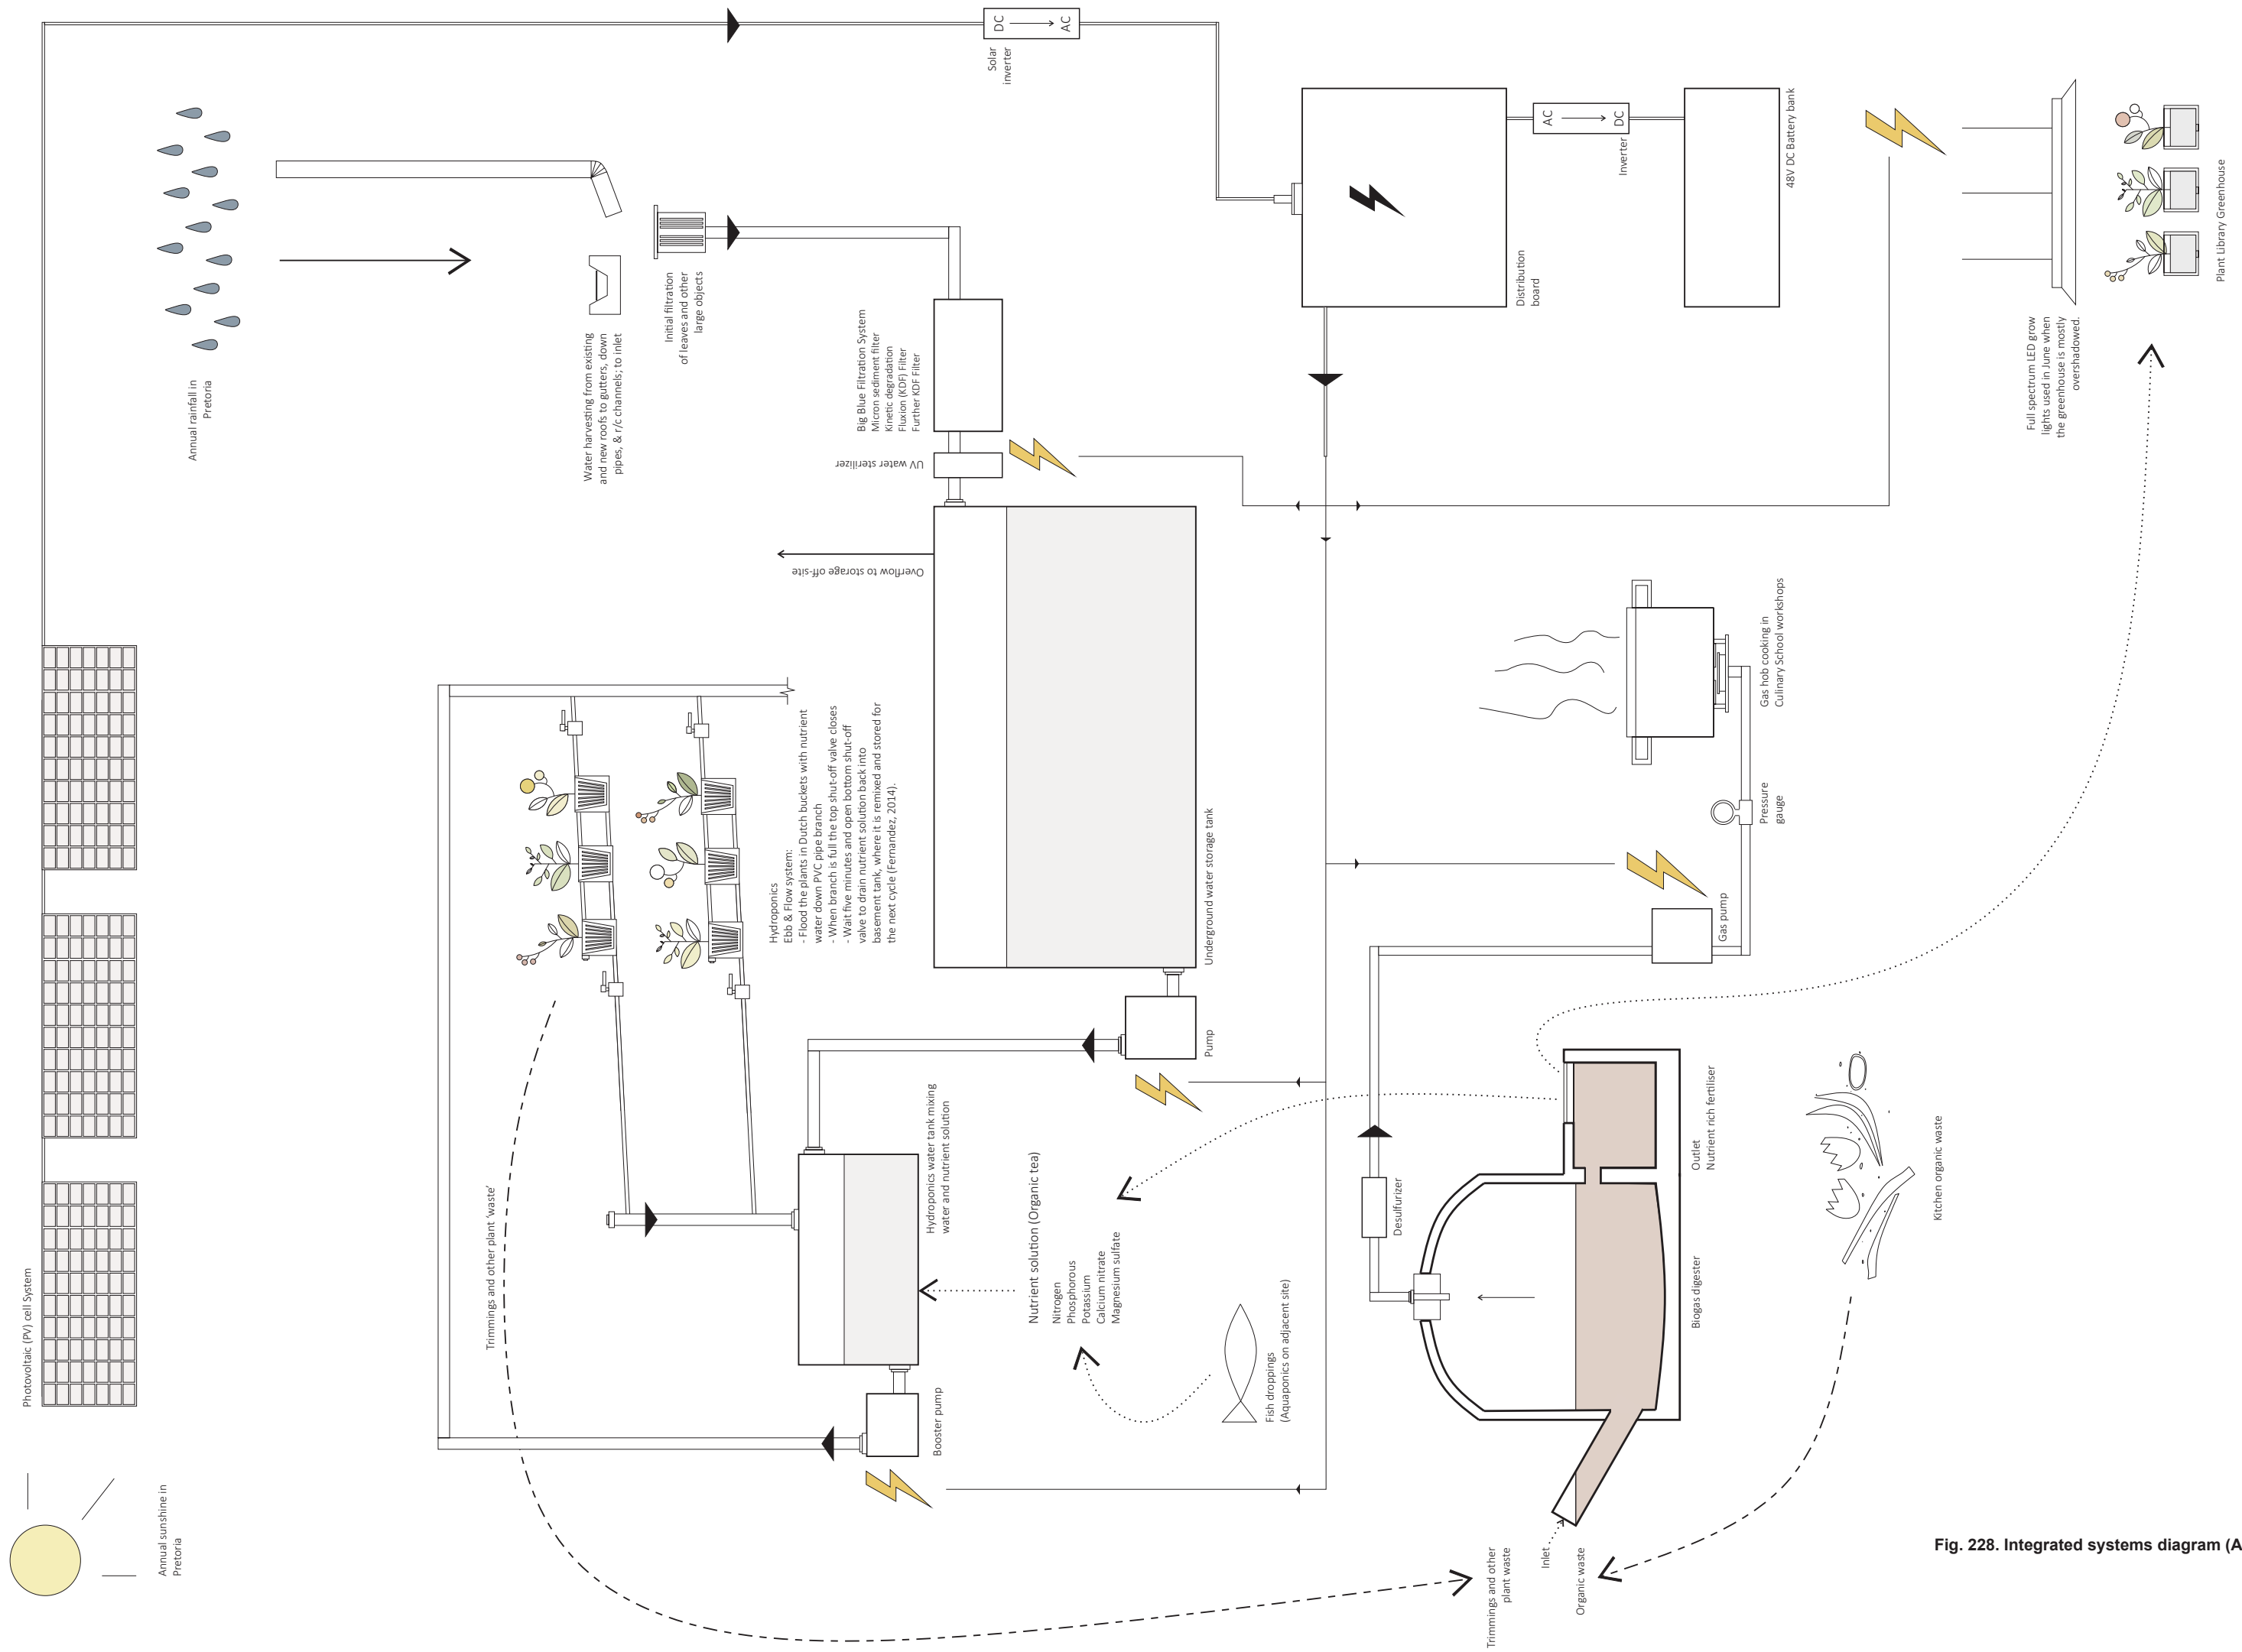 Annual sunshine in
Pretoria
Photovoltaic (PV) cell System
Annual rainfall in
Pretoria
Water harvesting from existing
and new roofs to gutters, down
pipes, & r/c channels; to inlet
Initial filtration
of leaves and other
large objects
Solar
inverter
DC
AC
Big Blue Filtration System
Micron sediment filter
Kinetic degradation
Fluxion (KDF) Filter
Further KDF Filter
UV water sterilizer
Overflow to storage off-site
Underground water storage tank
Pump
Hydroponics
Ebb & Flow system:
- Flood the plants in Dutch buckets with nutrient
water down PVC pipe branch
- When branch is full the top shut-off valve closes
- Wait five minutes and open bottom shut-off
valve to drain nutrient solution back into
basement tank, where it is remixed and stored for
the next cycle (Fernandez, 2014).
Trimmings and other plant ‘waste’
Hydroponics water tank mixing
water and nutrient solution
Booster pump
Nutrient solution (Organic tea)
Nitrogen
Phosphorous
Potassium
Calcium nitrate
Magnesium sulfate
Fish droppings
(Aquaponics on adjacent site)
Distribution
board
AC
DC
Inverter
48V DC Battery bank
Full spectrum LED grow
lights used in June when
the greenhouse is mostly
overshadowed.
Plant Library Greenhouse
Gas hob cooking in
Culinary School workshops
Pressure
gauge
Gas pump
Desulfurizer
Outlet
Nutrient rich fertiliser
Biogas digester
Kitchen organic waste
Trimmings and other
plant waste
Inlet
Organic waste
Fig. 228. Integrated systems diagram (A